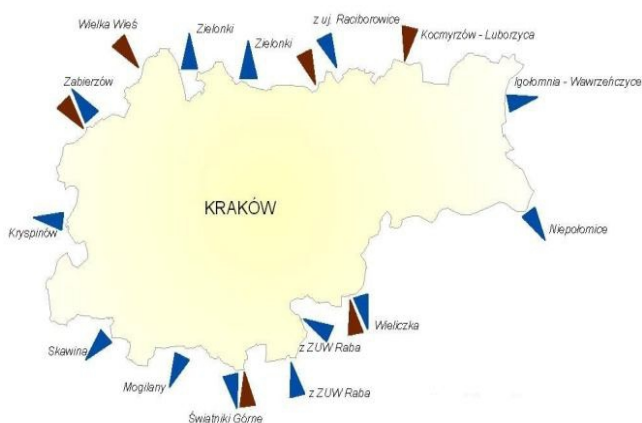 Wielka Wieś
Zielonki
Zielonki
z uj. Raciborowice
Kocmyrzów - Luborzyca
Zabierzów
Igołomnia - Wawrzeńczyce
KRAKÓW
Kryspinów
Niepołomice
Wieliczka
z ZUW Raba
Skawina
Mogilany
z ZUW Raba
Świątniki Górne